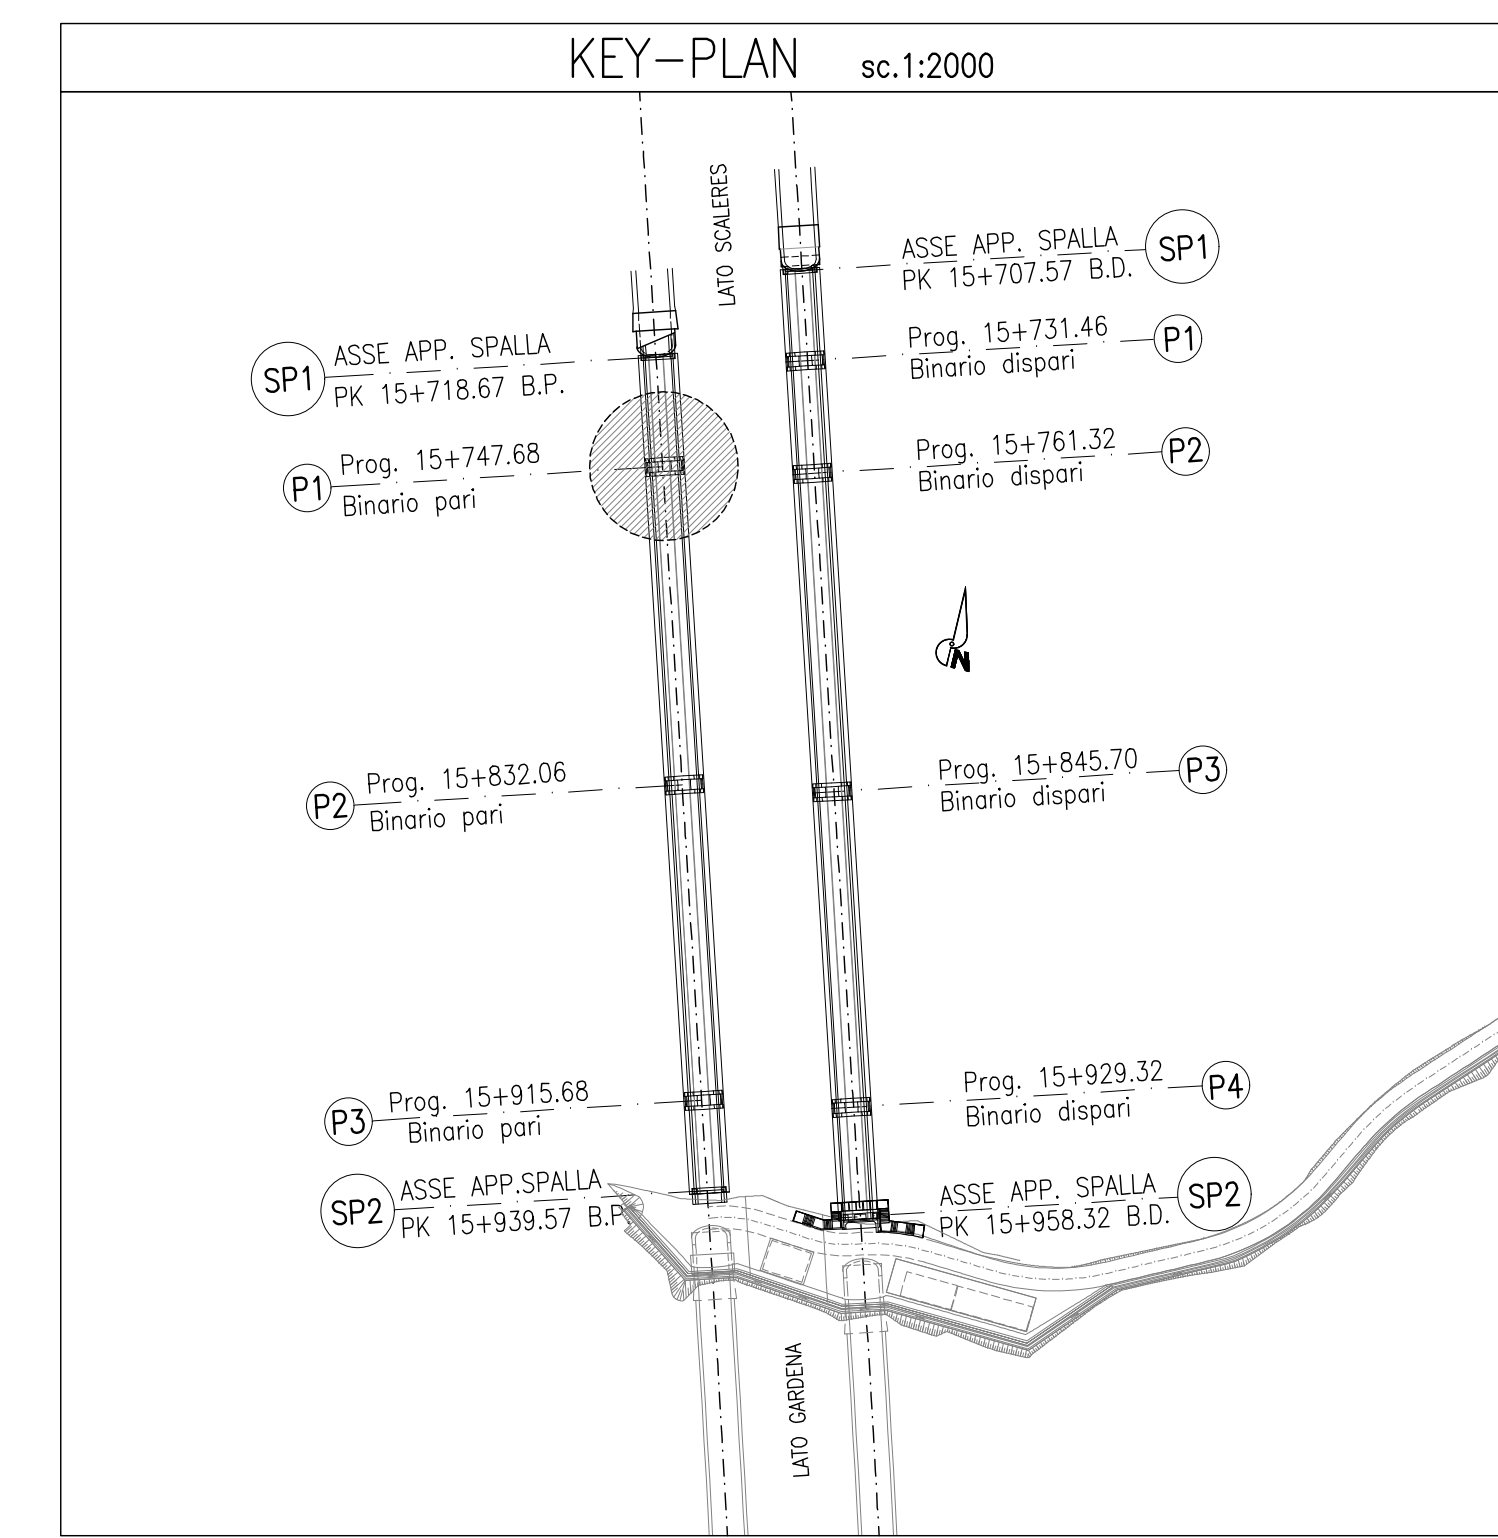 KEY-PLAN sc.1:2000
LATO SCALERES
SP1
ASSE APP. SPALLA
PK 15+718.67 B.P.
P1
Prog. 15+747.68
Binario pari
P2
Prog. 15+832.06
Binario pari
P3
Prog. 15+915.68
Binario pari
SP2
ASSE APP.SPALLA
PK 15+939.57 B.P.
ASSE APP. SPALLA
PK 15+707.57 B.D.
SP1
Prog. 15+731.46
Binario dispari
P1
Prog. 15+761.32
Binario dispari
P2
N
Prog. 15+845.70
Binario dispari
P3
Prog. 15+929.32
Binario dispari
P4
ASSE APP. SPALLA
PK 15+958.32 B.D.
SP2
LATO GARDENA